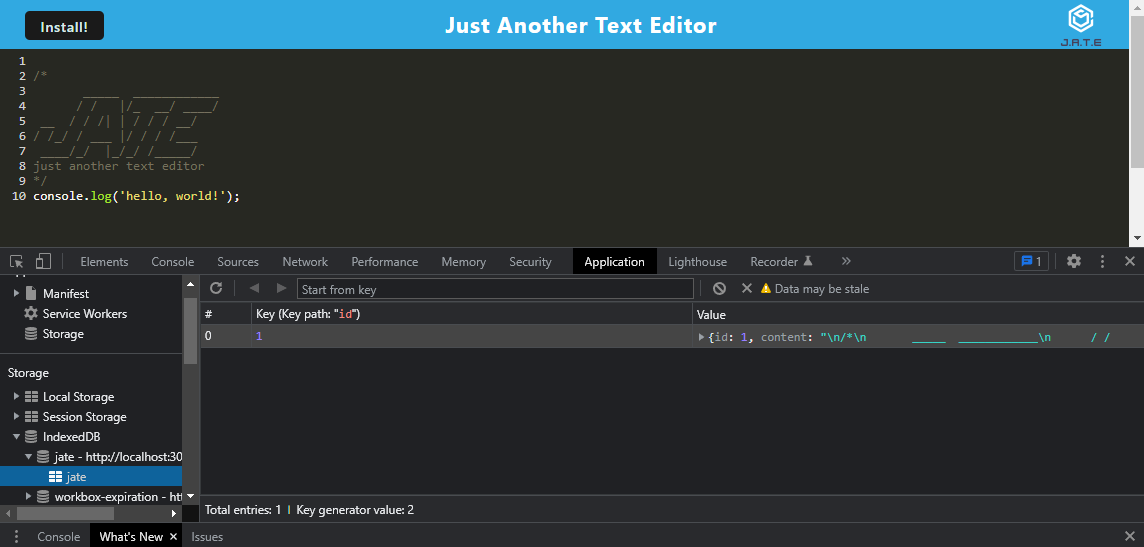 Install!
Just Another Text Editor
J.A.T.E
1
2 /*
3       _____  ____________
4      / /   |/_  __/ ____/
5  __  / / /| | / / / __/
6 / /_/ / ___ |/ / / /___
7  ____/_/  |_/_/ /_____/
8 just another text editor
9 */
10 console.log('hello, world!');
Elements Console Sources Network Performance Memory Security Application Lighthouse Recorder » 1
Manifest
Service Workers
Storage
Storage
Local Storage
Session Storage
IndexedDB
jate - http://localhost:30
jate
workbox-expiration - htt
Start from key
Data may be stale
# Key (Key path: "id") Value
0 1 {id: 1, content: "\n/*\n       _____  ____________\n      / /
Total entries: 1 Key generator value: 2
Console What's New × Issues